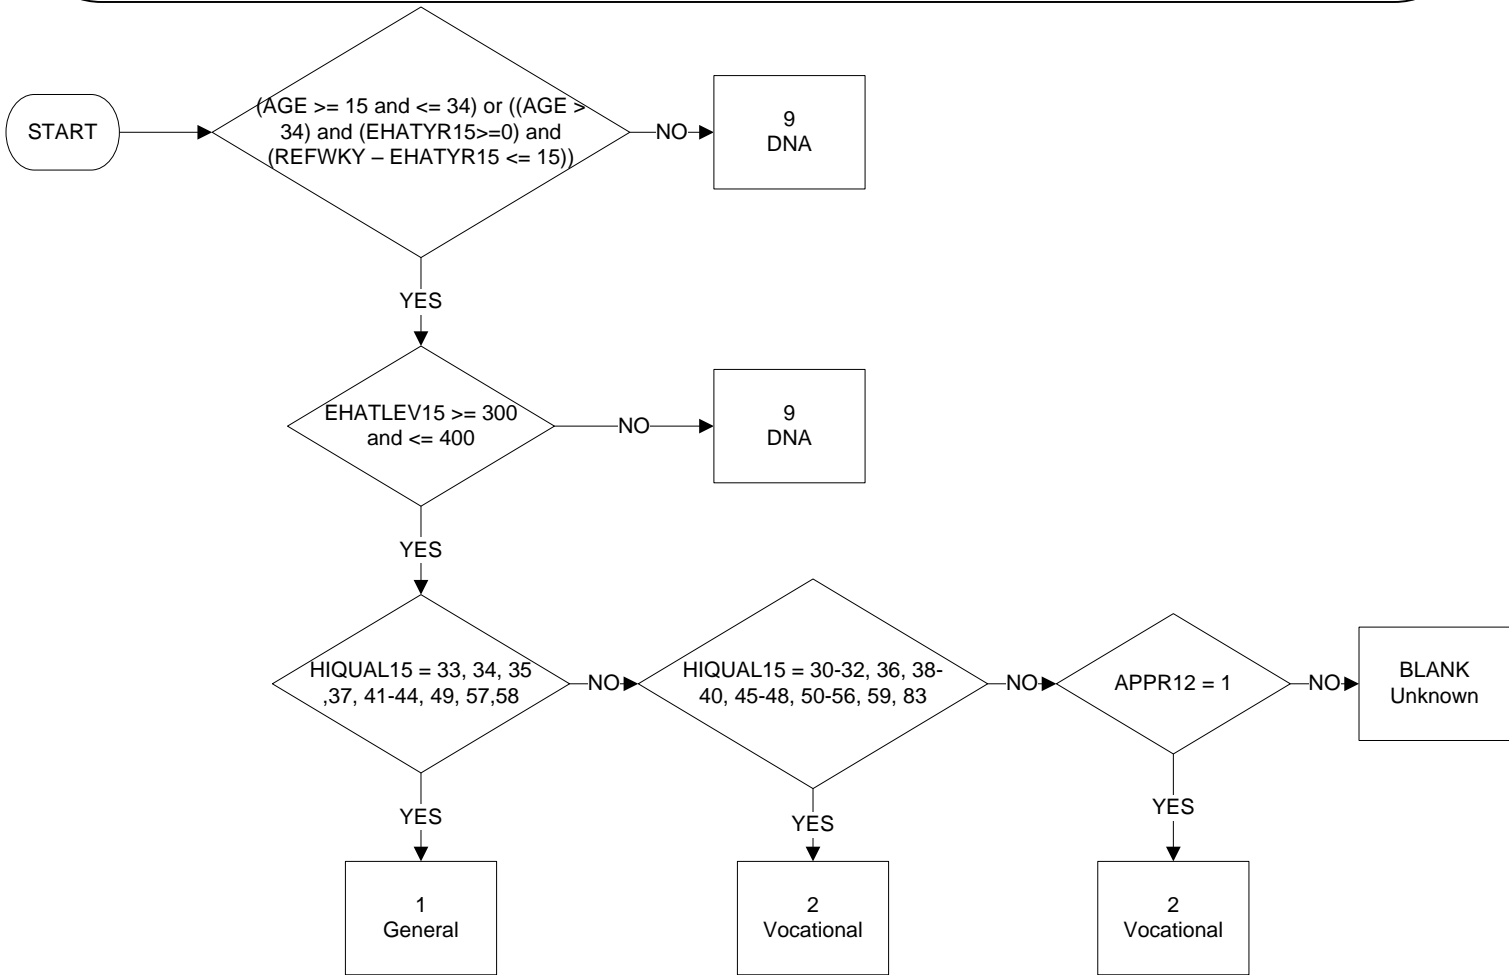 START
(AGE >= 15 and <= 34) or ((AGE >
34) and (EHATYR15>=0) and
(REFWKY – EHATYR15 <= 15))
NO
9
DNA
YES
EHATLEV15 >= 300
and <= 400
NO
9
DNA
YES
HIQUAL15 = 33, 34, 35
,37, 41-44, 49, 57,58
NO
HIQUAL15 = 30-32, 36, 38-
40, 45-48, 50-56, 59, 83
NO
APPR12 = 1
NO
BLANK
Unknown
YES
YES
YES
1
General
2
Vocational
2
Vocational